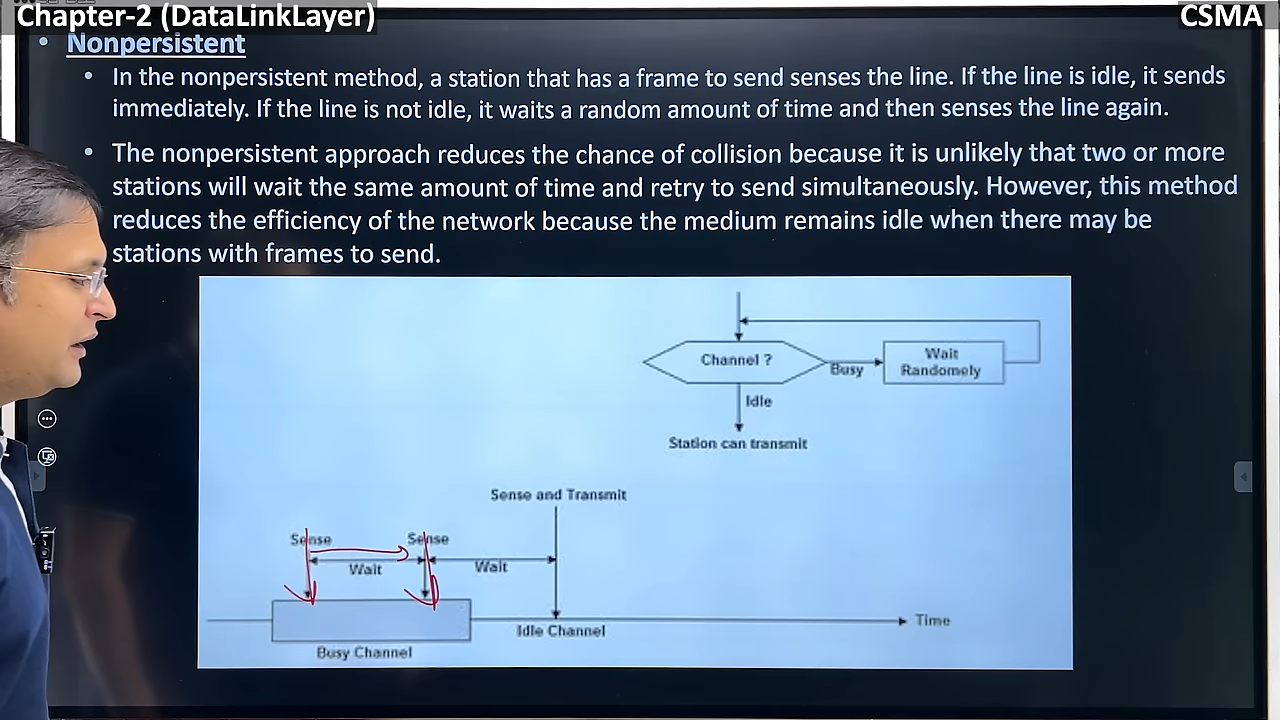 Chapter-2 (DataLinkLayer)
CSMA
• Nonpersistent
• In the nonpersistent method, a station that has a frame to send senses the line. If the line is idle, it sends
immediately. If the line is not idle, it waits a random amount of time and then senses the line again.
• The nonpersistent approach reduces the chance of collision because it is unlikely that two or more
stations will wait the same amount of time and retry to send simultaneously. However, this method
reduces the efficiency of the network because the medium remains idle when there may be
stations with frames to send.
Channel ?
Busy
Wait
Randomely
Idle
Station can transmit
Sense and Transmit
Sense
Sense
Wait
Wait
Time
Idle Channel
Busy Channel